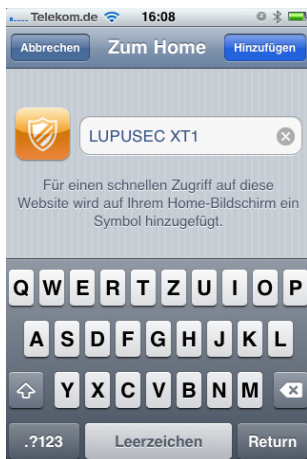 Telekom.de 16:08
Abbrechen Zum Home Hinzufügen
LUPUSEC XT1
Für einen schnellen Zugriff auf diese
Website wird auf Ihrem Home-Bildschirm ein
Symbol hinzugefügt.
Q W E R T Z U I O P
A S D F G H J K L
Y X C V B N M
.?123 Leerzeichen Return